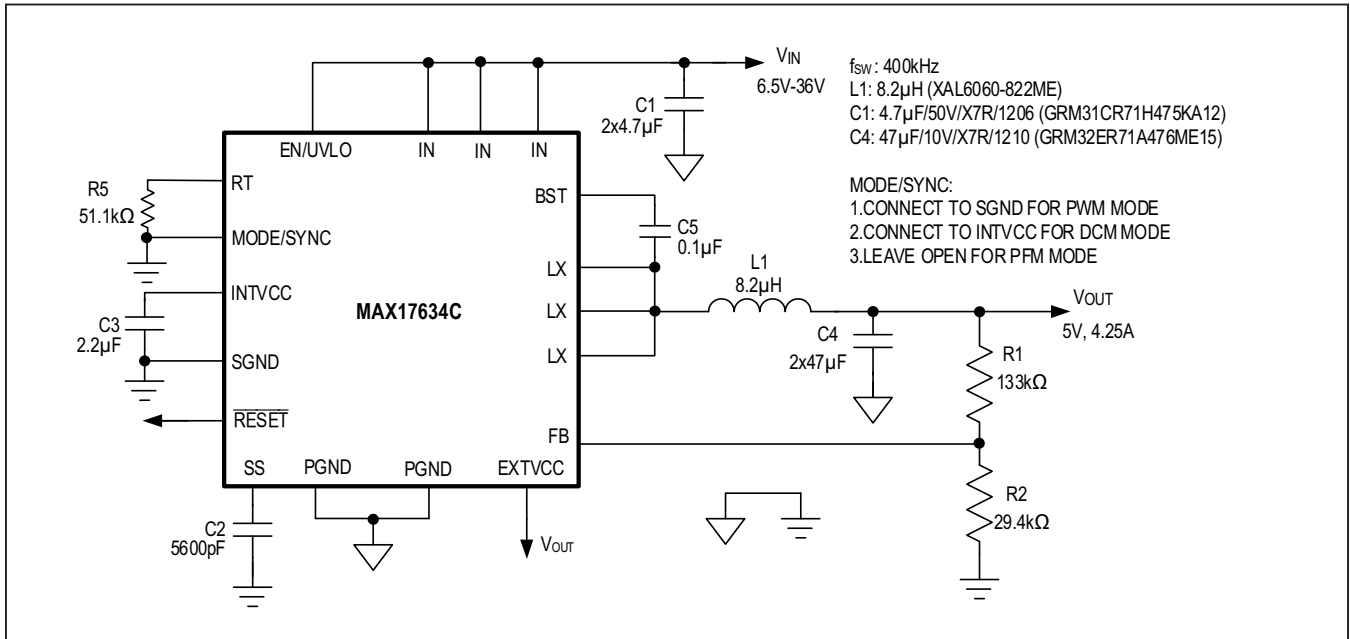 VIN
6.5V-36V
fSW : 400kHz
L1: 8.2µH (XAL6060-822ME)
C1: 4.7µF/50V/X7R/1206 (GRM31CR71H475KA12)
C4: 47µF/10V/X7R/1210 (GRM32ER71A476ME15)
MODE/SYNC:
1.CONNECT TO SGND FOR PWM MODE
2.CONNECT TO INTVCC FOR DCM MODE
3.LEAVE OPEN FOR PFM MODE
C1
2x4.7µF
EN/UVLO
IN
IN
IN
R5
51.1kΩ
RT
MODE/SYNC
INTVCC
C3
2.2µF
SGND
RESET
MAX17634C
BST
C5
0.1µF
LX
LX
LX
L1
8.2µH
C4
2x47µF
VOUT
5V, 4.25A
R1
133kΩ
FB
R2
29.4kΩ
SS
PGND
PGND
EXTVCC
C2
5600pF
VOUT